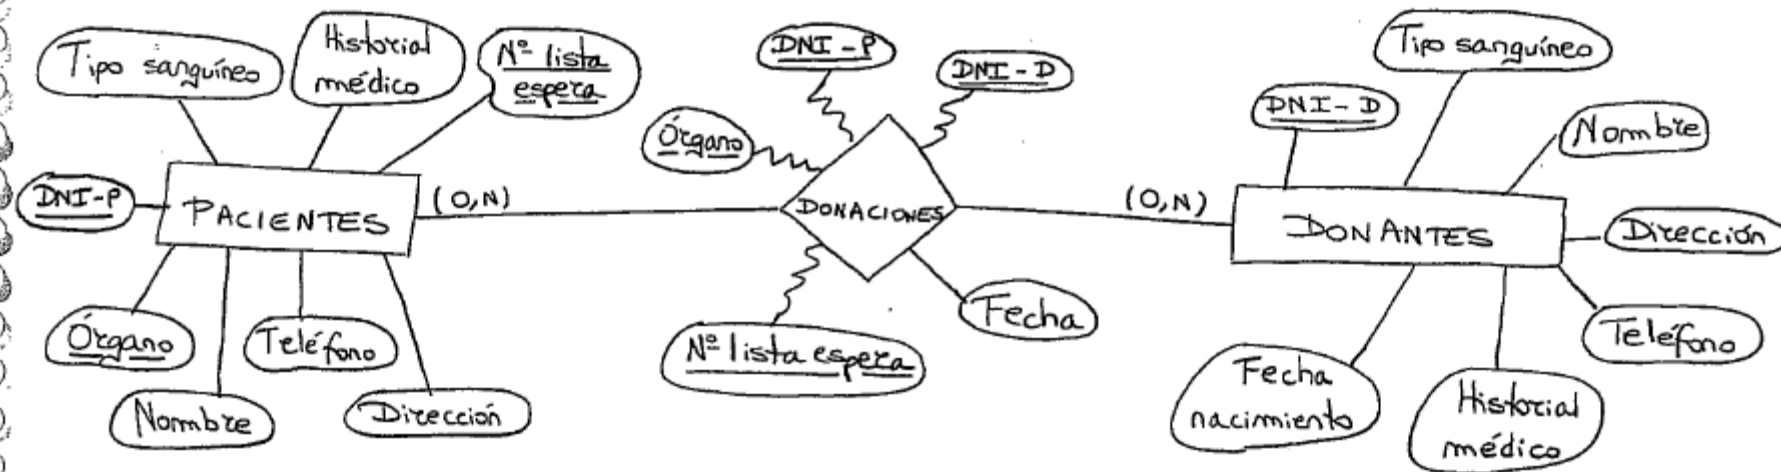 Tipo sanguíneo
Historial
médico
Nº lista
espera
DNI-P
PACIENTES
(0,N)
Órgano
Nombre
Teléfono
Dirección
DNI-P
DNI-D
Órgano
DONACIONES
Nº lista espera
Fecha
(0,N)
DONANTES
DNI-D
Tipo sanguíneo
Nombre
Dirección
Teléfono
Historial
médico
Fecha
nacimiento